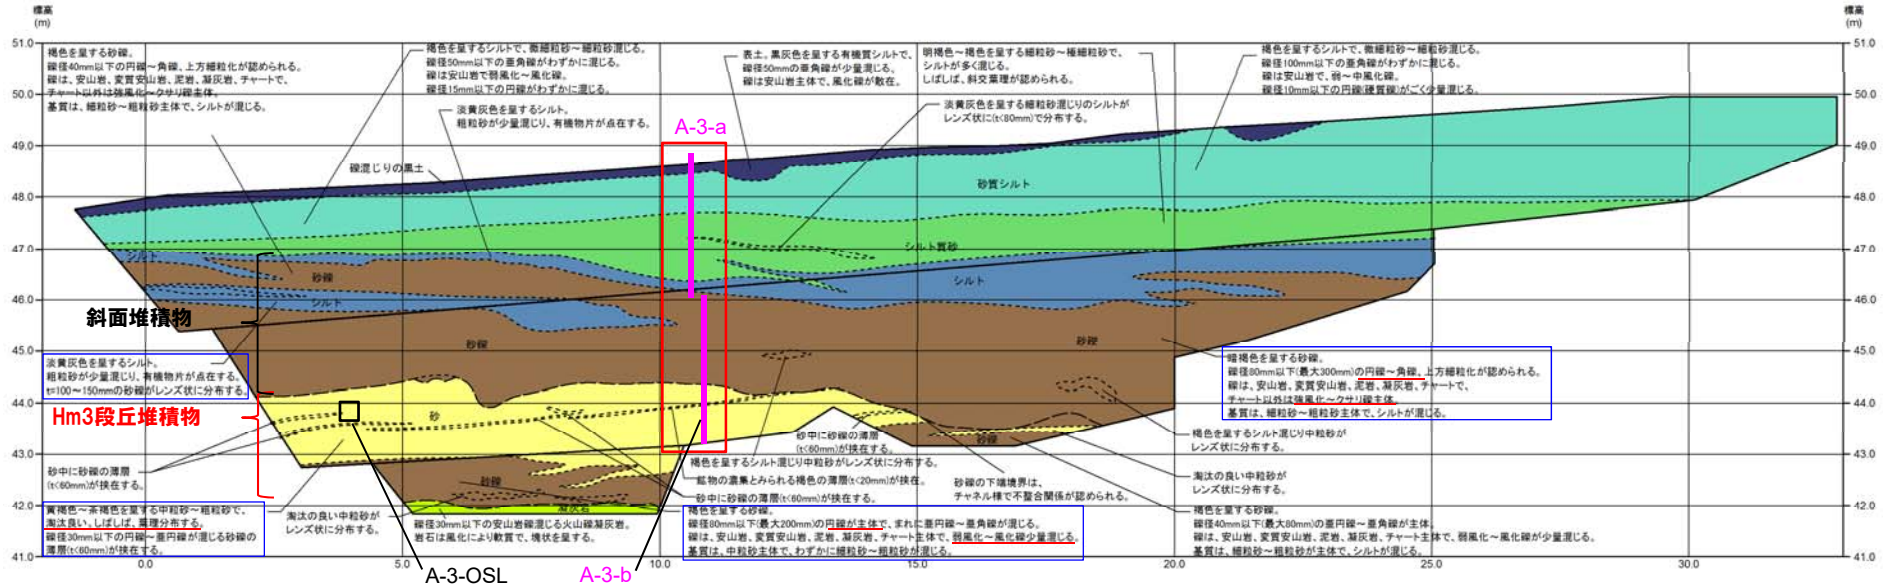 標高
(m)
標高
(m)
51.0
50.0
49.0
48.0
47.0
46.0
45.0
44.0
43.0
42.0
41.0
51.0
50.0
49.0
48.0
47.0
46.0
45.0
44.0
43.0
42.0
41.0
褐色を呈する砂礫。
礫径40mm以下の円礫～角礫、上方細粒化が認められる。
礫は、安山岩、変質安山岩、泥岩、凝灰岩、チャートで、
チャート以外は強風化～クサリ礫主体。
基質は、細粒砂～粗粒砂主体で、シルトが混じる。
褐色を呈するシルトで、微細粒砂～細粒砂混じる。
礫径50mm以下の亜角礫がわずかに混じる。
礫は安山岩で弱風化～風化礫。
礫径15mm以下の円礫がわずかに混じる。
淡黄灰色を呈するシルト。
粗粒砂が少量混じり、有機物片が点在する。
礫混じりの黒土
A-3-a
表土。黒灰色を呈する有機質シルトで、
礫径50mmの亜角礫が少量混じる。
礫は安山岩主体で、風化礫が散在。
明褐色～褐色を呈する細粒砂～極細粒砂で、
シルトが多く混じる。
しばしば、斜交葉理が認められる。
淡黄灰色を呈する細粒砂混じりのシルトが
レンズ状に(t<80mm)で分布する。
褐色を呈するシルトで、微細粒砂～細粒砂混じる。
礫径100mm以下の亜角礫がわずかに混じる。
礫は安山岩で、弱～中風化礫。
礫径10mm以下の円礫(硬質礫)がごく少量混じる。
砂質シルト
シルト質砂
シルト
砂礫
シルト
シルト
砂礫
砂礫
砂
砂礫
砂礫
凝灰岩
斜面堆積物
Hm3段丘堆積物
淡黄灰色を呈するシルト。
粗粒砂が少量混じり、有機物片が点在する。
t=100～150mmの砂礫がレンズ状に分布する。
砂中に砂礫の薄層
(t<60mm)が挟在する。
黄褐色～茶褐色を呈する中粒砂～粗粒砂で、
淘汰良い。しばしば、葉理分布する。
礫径30mm以下の円礫～亜円礫が混じる砂礫の
薄層(t<60mm)が挟在する。
淘汰の良い中粒砂が
レンズ状に分布する。
礫径30mm以下の安山岩礫混じる火山礫凝灰岩。
岩石は風化により軟質で、塊状を呈する。
砂中に砂礫の薄層
(t<60mm)が挟在する。
褐色を呈するシルト混じり中粒砂がレンズ状に分布する。
鉱物の濃集とみられる褐色の薄層(t<20mm)が挟在。
砂中に砂礫の薄層(t<60mm)が挟在する。
褐色を呈する砂礫。
礫径80mm以下(最大200mm)の円礫が主体で、まれに亜円礫～亜角礫が混じる。
礫は、安山岩、変質安山岩、泥岩、凝灰岩、チャート主体で、弱風化～風化礫少量混じる。
基質は、中粒砂主体で、わずかに細粒砂～粗粒砂が混じる。
砂礫の下端境界は、
チャネル様で不整合関係が認められる。
暗褐色を呈する砂礫。
礫径80mm以下(最大300mm)の円礫～角礫、上方細粒化が認められる。
礫は、安山岩、変質安山岩、泥岩、凝灰岩、チャートで、
チャート以外は強風化～クサリ礫主体。
基質は、細粒砂～粗粒砂主体で、シルトが混じる。
褐色を呈するシルト混じり中粒砂が
レンズ状に分布する。
淘汰の良い中粒砂が
レンズ状に分布する。
褐色を呈する砂礫。
礫径40mm以下(最大80mm)の亜円礫～亜角礫が主体。
礫は、安山岩、変質安山岩、泥岩、凝灰岩、チャート主体で、弱風化～風化礫が少量混じる。
基質は、細粒砂～粗粒砂が主体で、シルトが混じる。
0.0
5.0
10.0
15.0
20.0
25.0
30.0
A-3-OSL
A-3-b